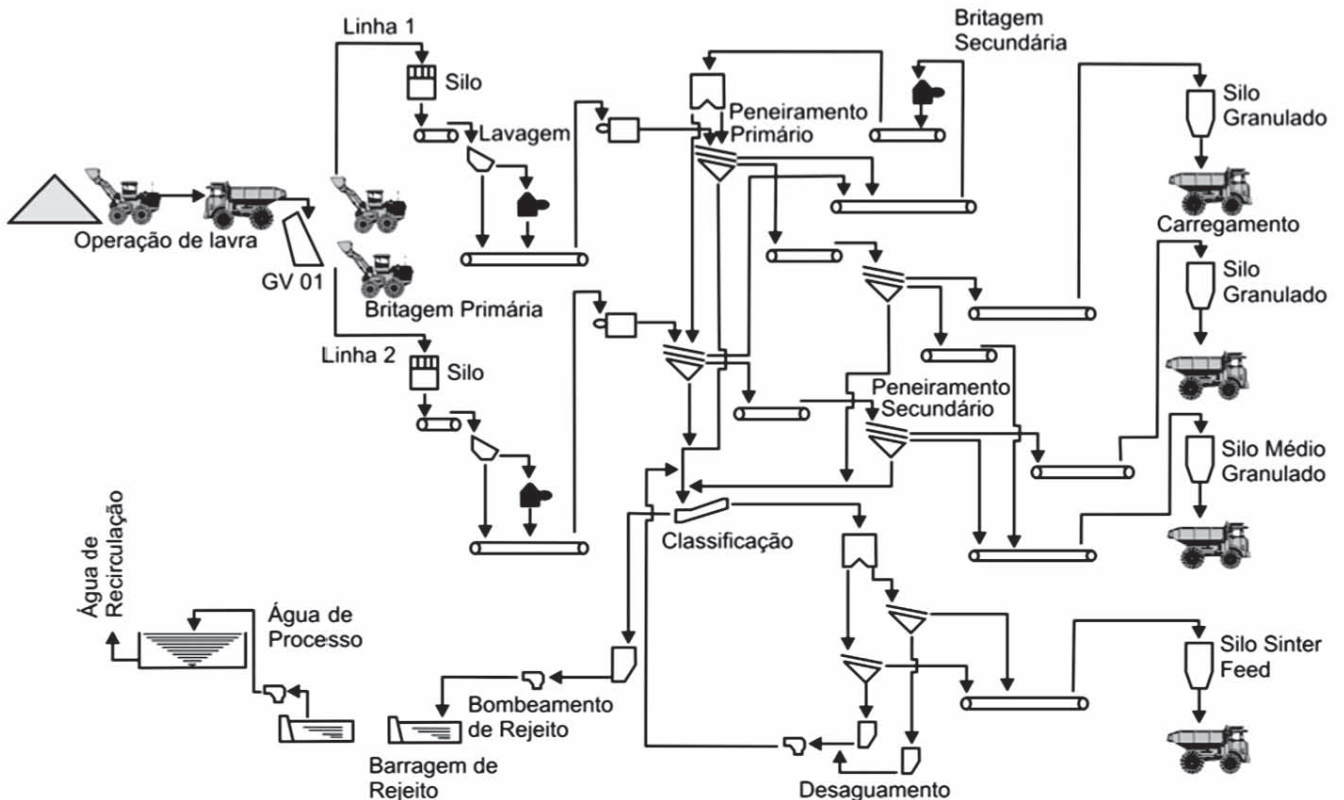 Linha 1
Silo
Lavagem
Britagem
Secundária
Peneiramento
Primário
Silo
Granulado
Carregamento
Operação de lavra
GV 01
Britagem Primária
Silo
Granulado
Linha 2
Silo
Peneiramento
Secundário
Silo Médio
Granulado
Classificação
Água de
Recirculação
Água de
Processo
Bombeamento
de Rejeito
Barragem de
Rejeito
Silo Sinter
Feed
Desaguamento